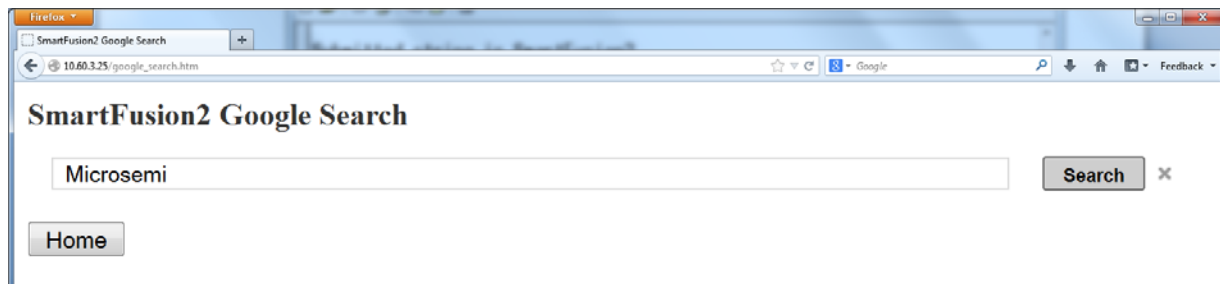 Firefox
SmartFusion2 Google Search
10.60.3.25/google_search.htm
Google
Feedback
SmartFusion2 Google Search
Microsemi
Search
Home